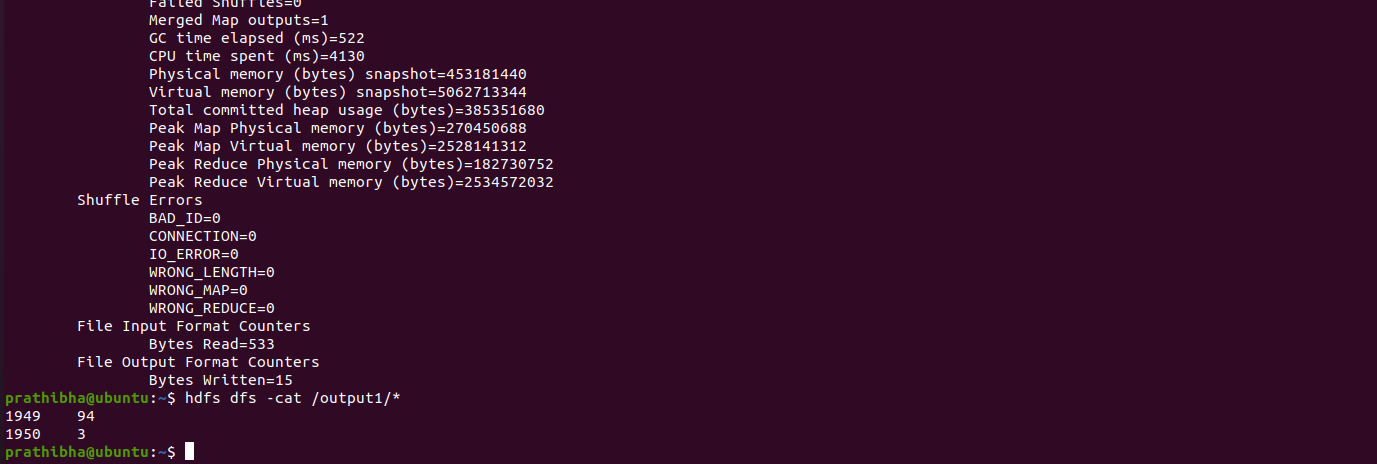 Failed Shuffles=0
Merged Map outputs=1
GC time elapsed (ms)=522
CPU time spent (ms)=4130
Physical memory (bytes) snapshot=453181440
Virtual memory (bytes) snapshot=5062713344
Total committed heap usage (bytes)=385351680
Peak Map Physical memory (bytes)=270450688
Peak Map Virtual memory (bytes)=2528141312
Peak Reduce Physical memory (bytes)=182730752
Peak Reduce Virtual memory (bytes)=2534572032
Shuffle Errors
BAD_ID=0
CONNECTION=0
IO_ERROR=0
WRONG_LENGTH=0
WRONG_MAP=0
WRONG_REDUCE=0
File Input Format Counters
Bytes Read=533
File Output Format Counters
Bytes Written=15
prathibha@ubuntu:~$ hdfs dfs -cat /output1/*
1949 94
1950 3
prathibha@ubuntu:~$